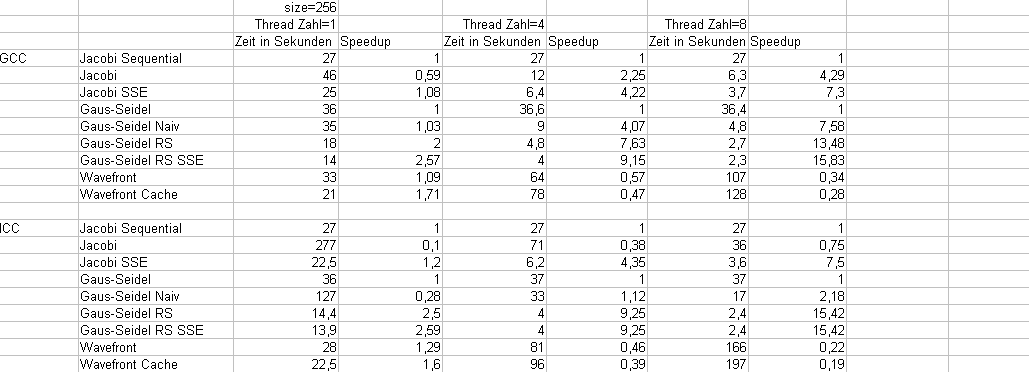 size=256
Thread Zahl=1 Thread Zahl=4 Thread Zahl=8
Zeit in Sekunden Speedup Zeit in Sekunden Speedup Zeit in Sekunden Speedup
GCC Jacobi Sequential 27 1 27 1 27 1
Jacobi 46 0,59 12 2,25 6,3 4,29
Jacobi SSE 25 1,08 6,4 4,22 3,7 7,3
Gaus-Seidel 36 1 36,6 1 36,4 1
Gaus-Seidel Naiv 35 1,03 9 4,07 4,8 7,58
Gaus-Seidel RS 18 2 4,8 7,63 2,7 13,48
Gaus-Seidel RS SSE 14 2,57 4 9,15 2,3 15,83
Wavefront 33 1,09 64 0,57 107 0,34
Wavefront Cache 21 1,71 78 0,47 128 0,28
ICC Jacobi Sequential 27 1 27 1 27 1
Jacobi 277 0,1 71 0,38 36 0,75
Jacobi SSE 22,5 1,2 6,2 4,35 3,6 7,5
Gaus-Seidel 36 1 37 1 37 1
Gaus-Seidel Naiv 127 0,28 33 1,12 17 2,18
Gaus-Seidel RS 14,4 2,5 4 9,25 2,4 15,42
Gaus-Seidel RS SSE 13,9 2,59 4 9,25 2,4 15,42
Wavefront 28 1,29 81 0,46 166 0,22
Wavefront Cache 22,5 1,6 96 0,39 197 0,19